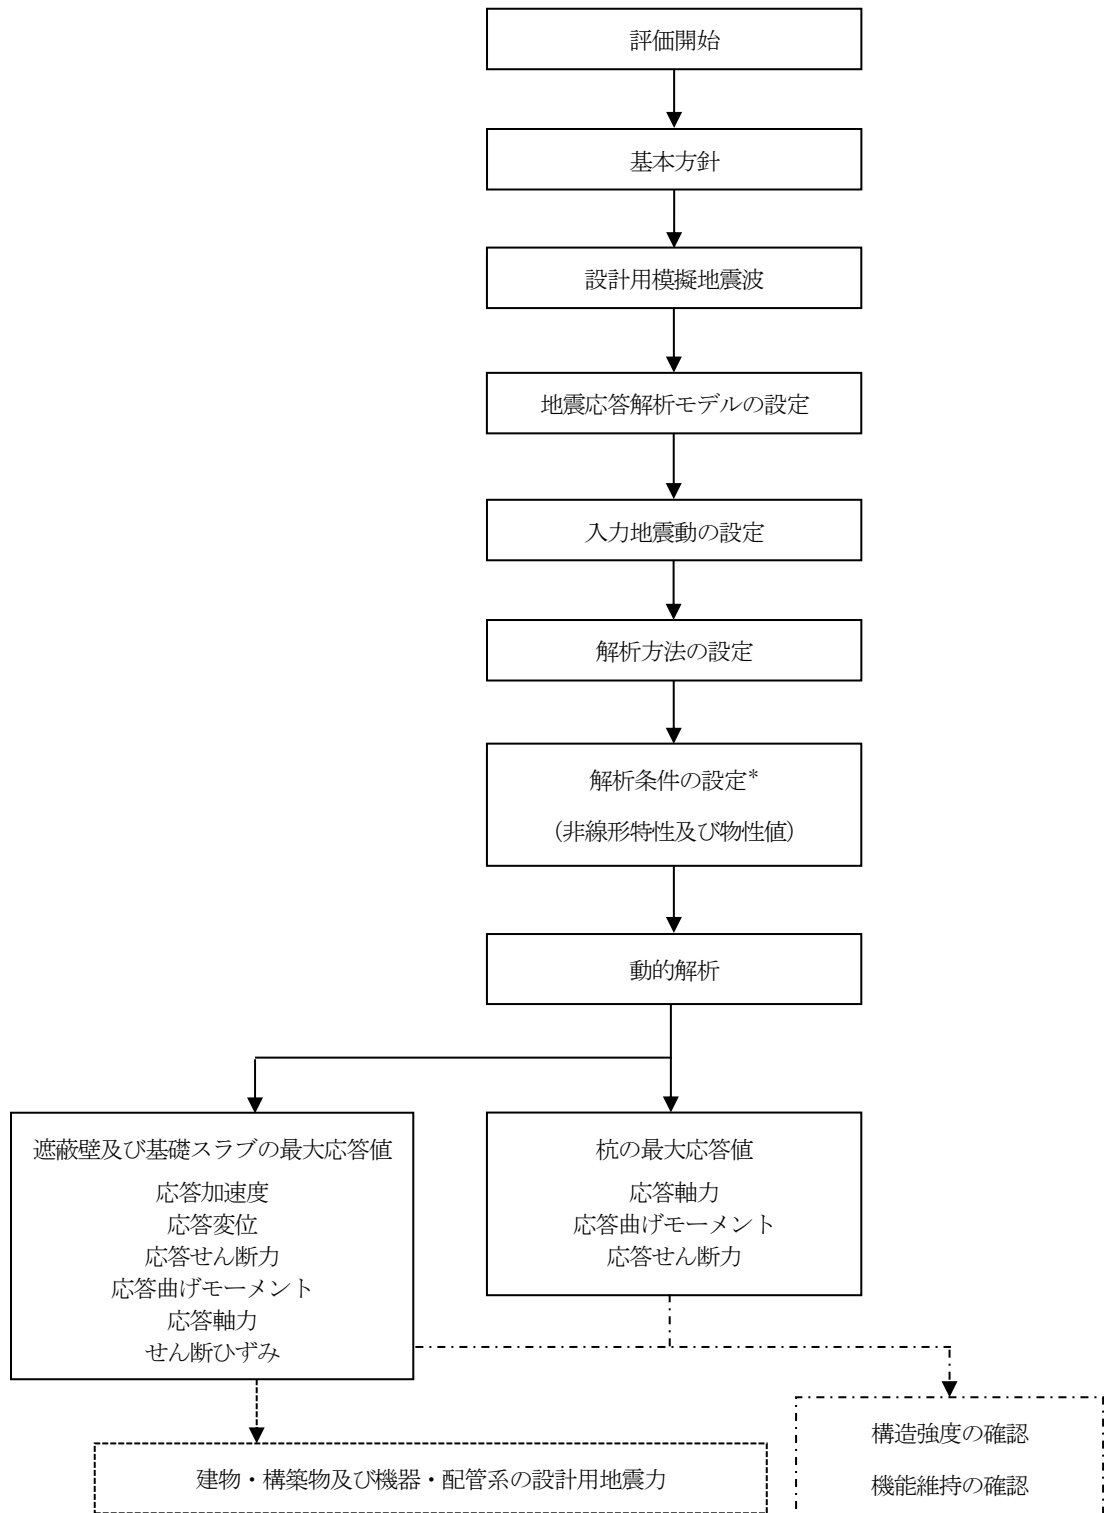 評価開始
基本方針
設計用模擬地震波
地震応答解析モデルの設定
入力地震動の設定
解析方法の設定
解析条件の設定*
（非線形特性及び物性値）
動的解析
遮蔽壁及び基礎スラブの最大応答値
応答加速度
応答変位
応答せん断力
応答曲げモーメント
応答軸力
せん断ひずみ
杭の最大応答値
応答軸力
応答曲げモーメント
応答せん断力
建物・構築物及び機器・配管系の設計用地震力
構造強度の確認
機能維持の確認